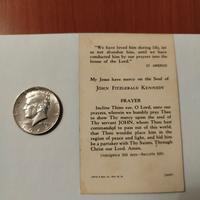 "We have loved him during life, let
us not abandon him, until we have
conducted him by our prayers into the
house of the Lord."
ST. AMBROSE
My Jesus have mercy on the Soul of
JOHN FITZGERALD KENNEDY
PRAYER
Incline Thine ear, O Lord, unto our
prayers, wherein we humbly pray Thee
to show Thy mercy upon the soul of
Thy servant JOHN, whom Thou hast
commanded to pass out of this world,
that Thou wouldst place him in the
region of peace and light, and bid him
be a partaker with Thy Saints. Through
Christ our Lord. Amen.